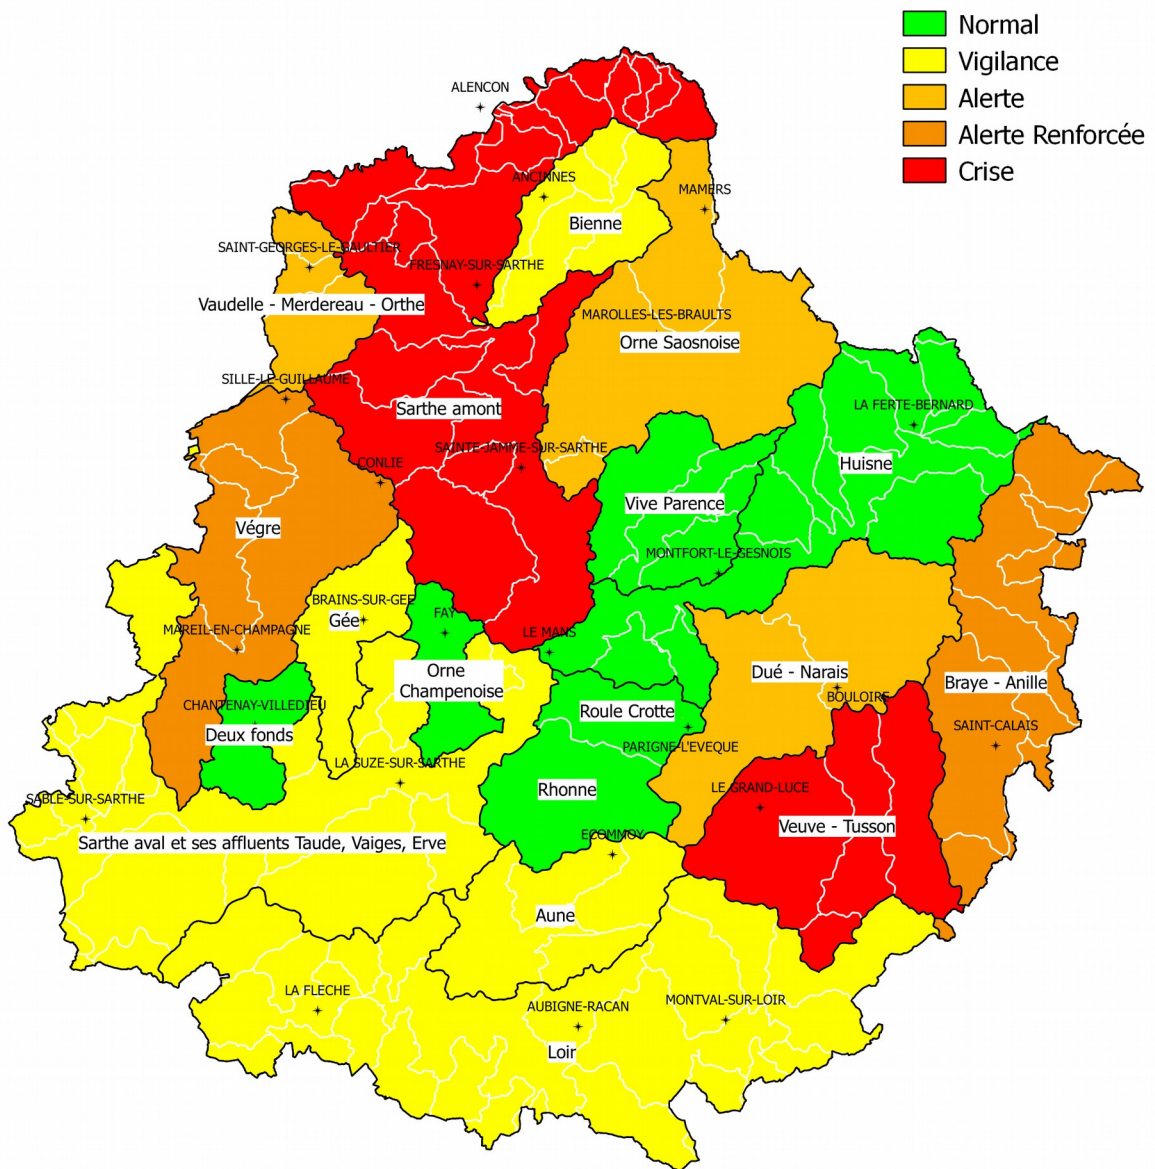 Normal
Vigilance
Alerte
Alerte Renforcée
Crise
ALENCON
ANCINNES
MAMERS
Bienne
SAINT-GEORGES-LE-GAULTIER
FRESNAY-SUR-SARTHE
Vaudelle - Merdereau - Orthe
MAROLLES-LES-BRAULTS
Orne Saosnoise
SILLE-LE-GUILLAUME
Sarthe amont
LA FERTE-BERNARD
SAINTE-JAMME-SUR-SARTHE
CONLIE
Huisne
Vive Parence
Végre
MONTFORT-LE-GESNOIS
BRAINS-SUR-GEE
Gée
FAY
MAREIL-EN-CHAMPAGNE
LE MANS
Orne
Champenoise
Dué - Narais
BOULOIRE
Braye - Anille
CHANTENAY-VILLEDIEU
Deux fonds
Roule Crotte
SAINT-CALAIS
PARIGNE-L'EVEQUE
LA SUZE-SUR-SARTHE
Rhonne
LE GRAND-LUCE
SABLE-SUR-SARTHE
Veuve - Tusson
ECOMMOY
Sarthe aval et ses affluents Taude, Vaiges, Erve
Aune
LA FLECHE
AUBIGNE-RACAN
MONTVAL-SUR-LOIR
Loir